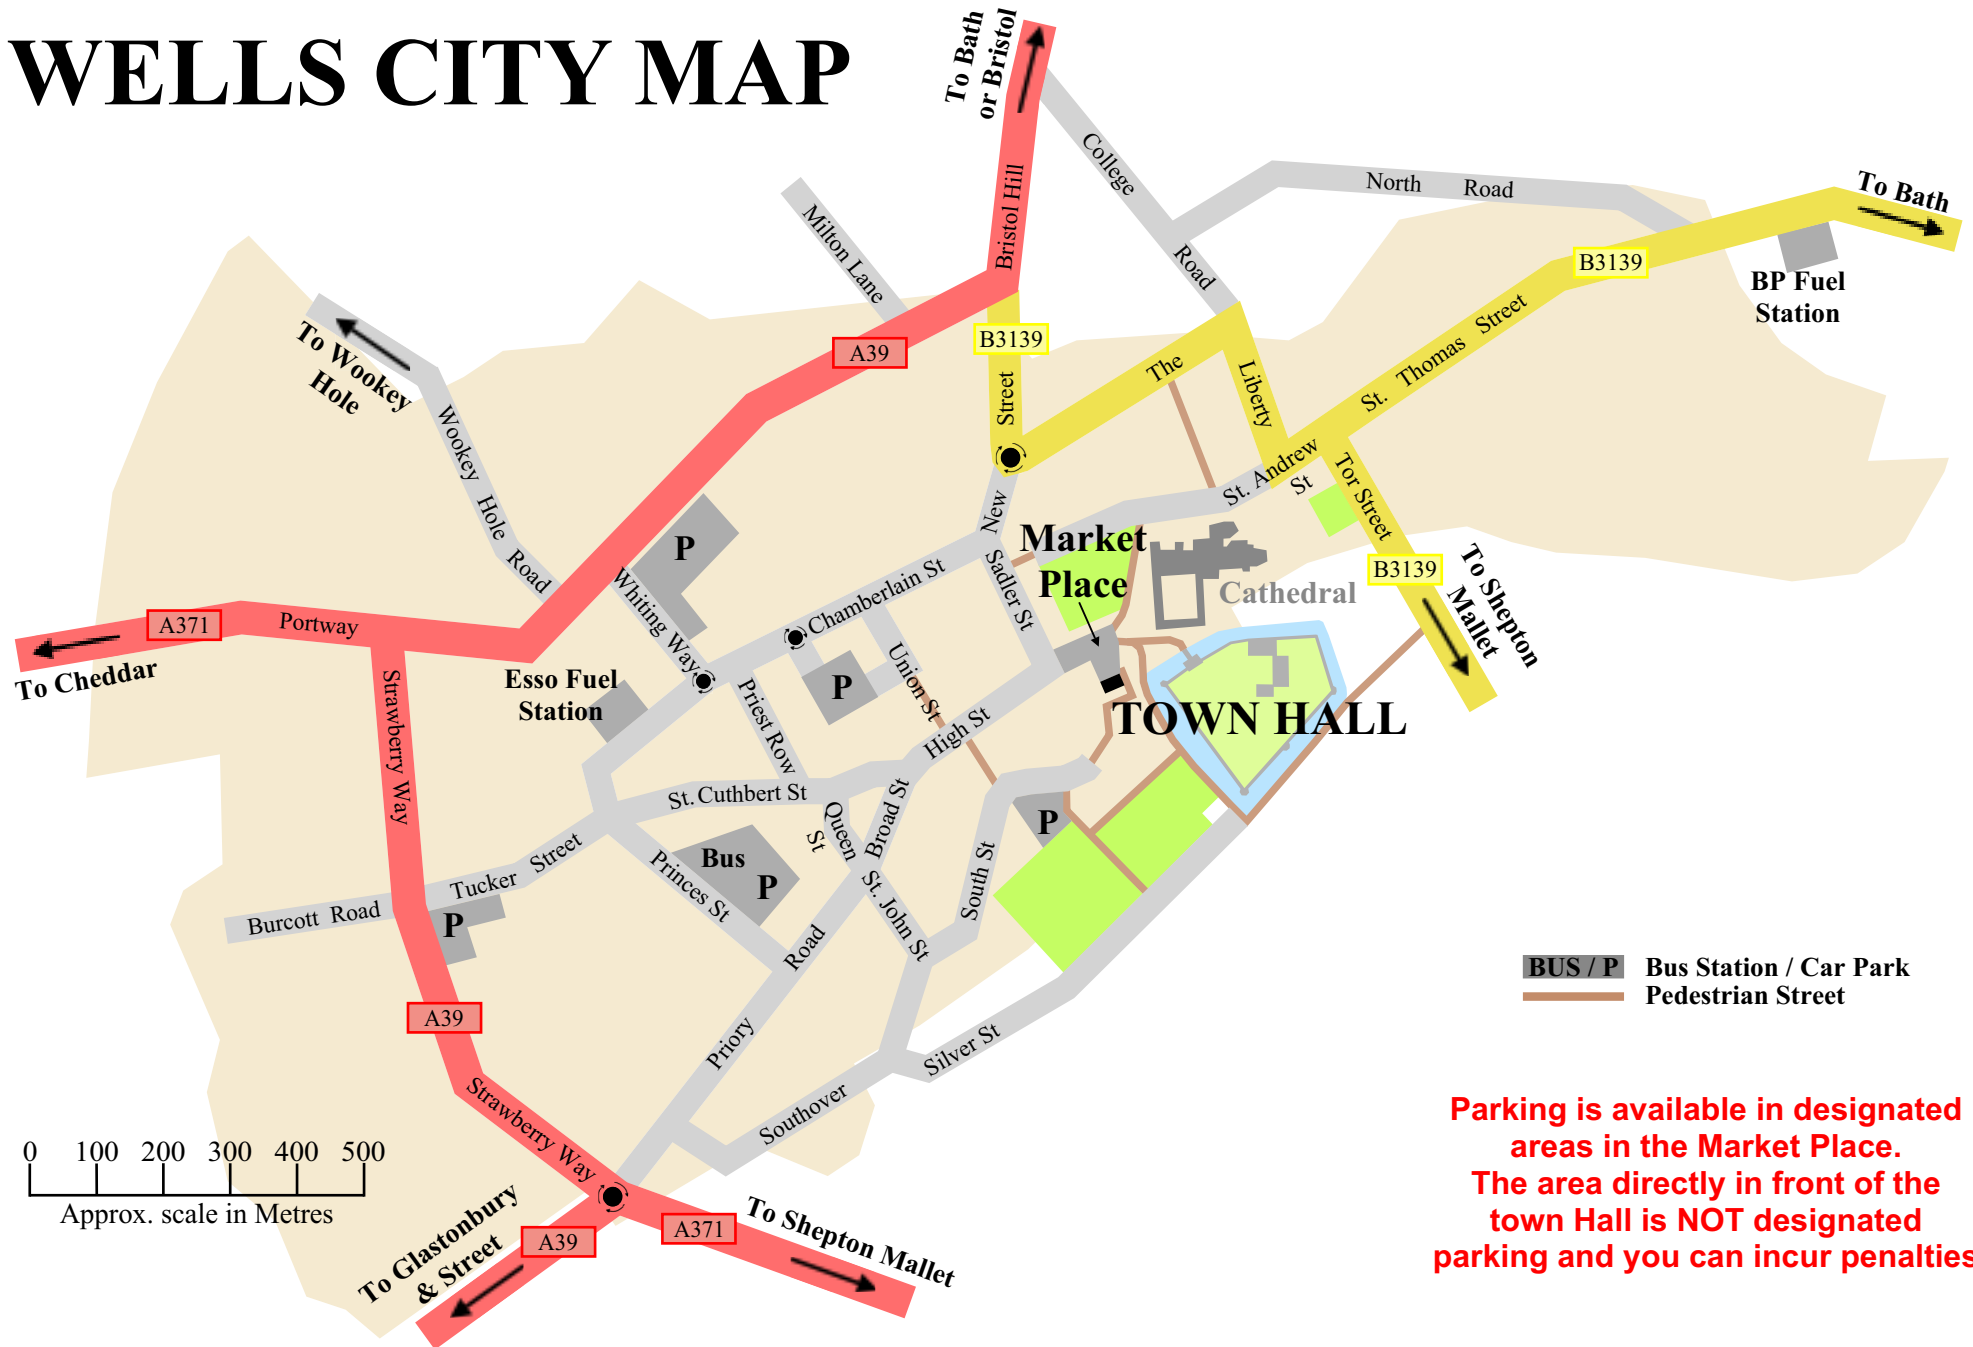 WELLS CITY MAP
To Bath
or Bristol
College
Road
North Road
To Bath
B3139
BP Fuel
Station
Milton Lane
Bristol Hill
A39
B3139
Street
The
Liberty
St. Thomas Street
To Wookey
Hole
Wookey Hole Road
St. Andrew
St
Tor Street
B3139
To Shepton
Mallet
New
Market
Place
Cathedral
P
Whiting Way
Chamberlain St
Sadler St
A371
Portway
To Cheddar
Esso Fuel
Station
Strawberry Way
Priest Row
P
Union St
High St
TOWN HALL
St. Cuthbert St
Queen
St
Broad St
P
Tucker Street
Bus
P
Princes St
St. John St
South St
Burcott Road
P
Road
Priory
A39
BUS / P Bus Station / Car Park
Pedestrian Street
Silver St
Southover
Strawberry Way
0 100 200 300 400 500
Approx. scale in Metres
To Glastonbury
& Street
A39
A371
To Shepton Mallet
Parking is available in designated
areas in the Market Place.
The area directly in front of the
town Hall is NOT designated
parking and you can incur penalties